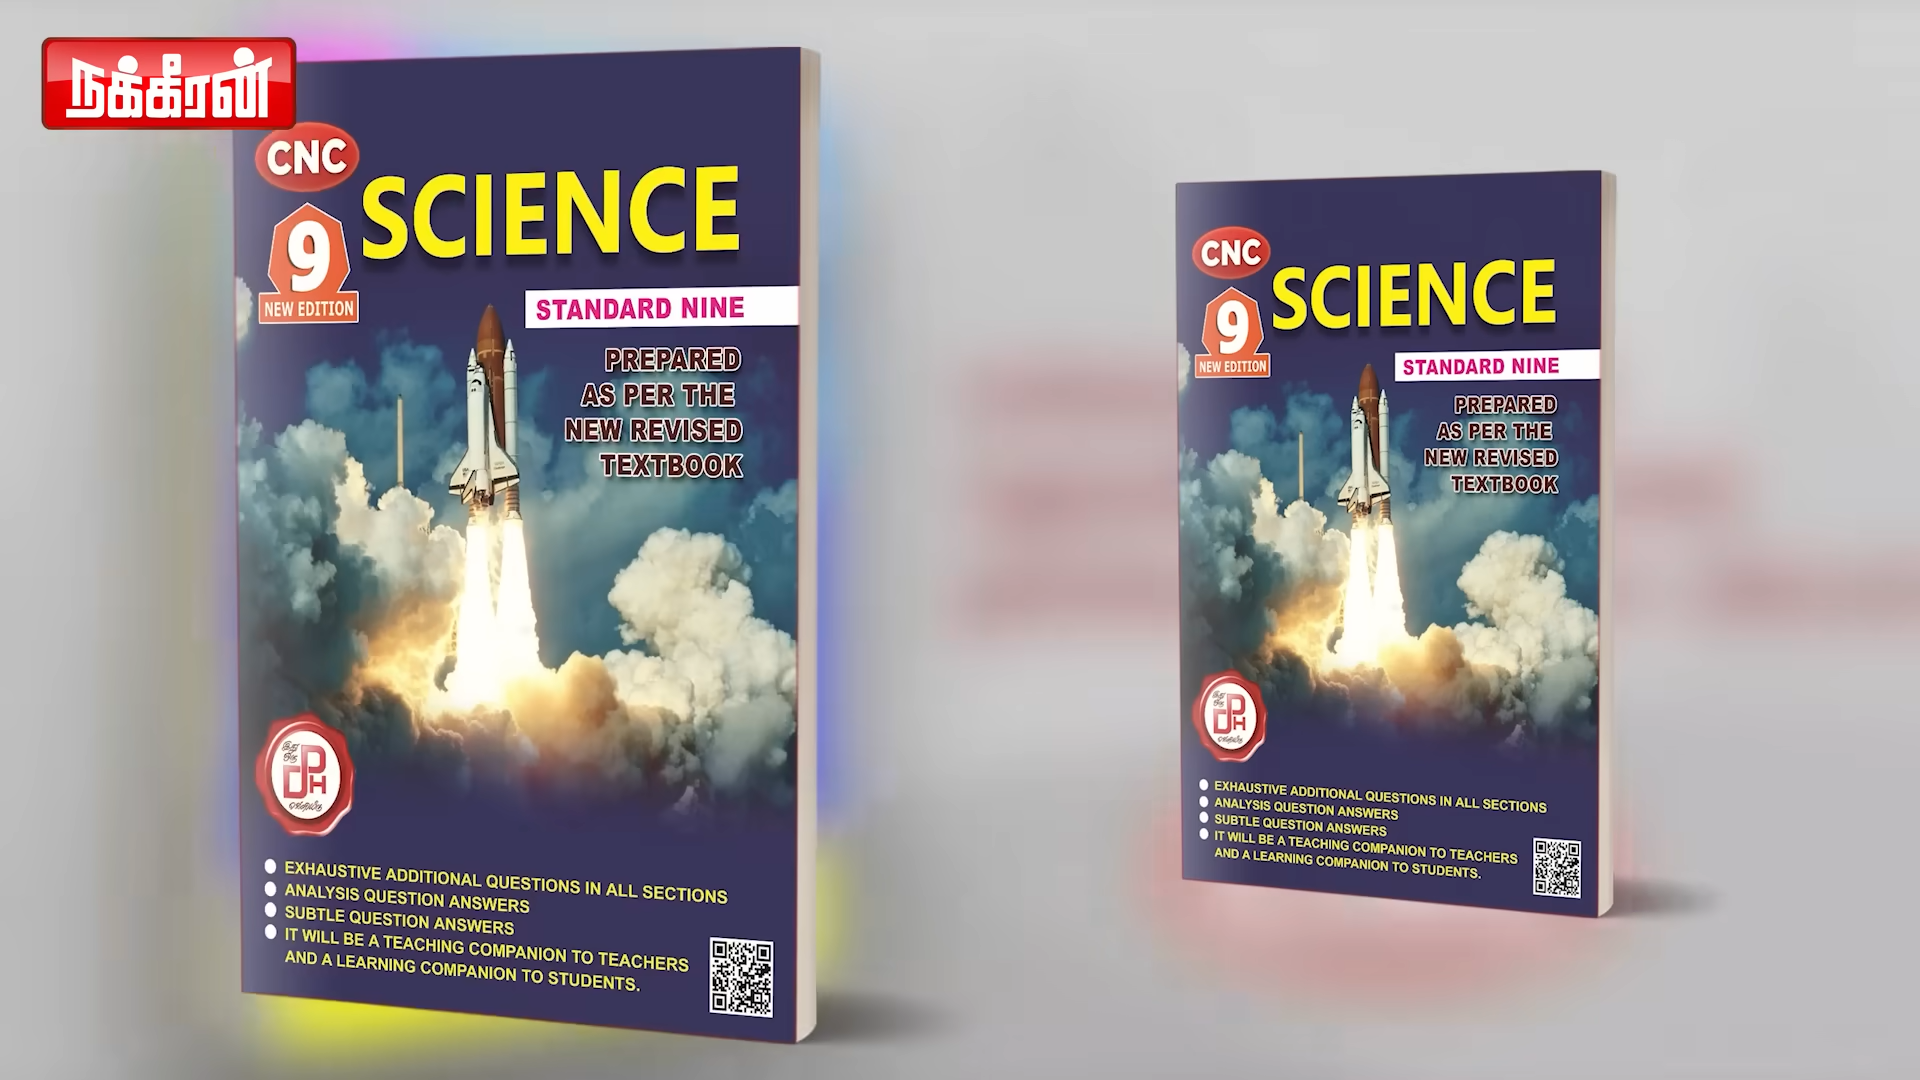 நக்கீரன்
CNC
SCIENCE
9
NEW EDITION
STANDARD NINE
PREPARED
AS PER THE
NEW REVISED
TEXTBOOK
DPH
EXHAUSTIVE ADDITIONAL QUESTIONS IN ALL SECTIONS
ANALYSIS QUESTION ANSWERS
SUBTLE QUESTION ANSWERS
IT WILL BE A TEACHING COMPANION TO TEACHERS
AND A LEARNING COMPANION TO STUDENTS.
CNC
SCIENCE
9
NEW EDITION
STANDARD NINE
PREPARED
AS PER THE
NEW REVISED
TEXTBOOK
DPH
EXHAUSTIVE ADDITIONAL QUESTIONS IN ALL SECTIONS
ANALYSIS QUESTION ANSWERS
SUBTLE QUESTION ANSWERS
IT WILL BE A TEACHING COMPANION TO TEACHERS
AND A LEARNING COMPANION TO STUDENTS.